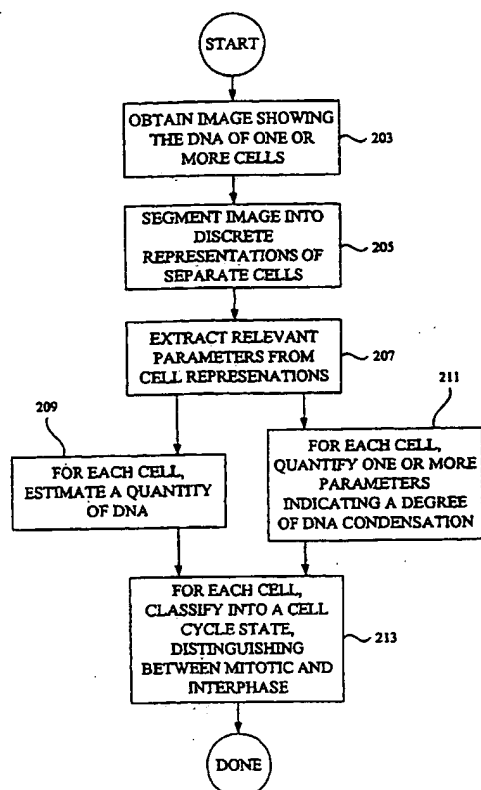 START
OBTAIN IMAGE SHOWING
THE DNA OF ONE OR
MORE CELLS
203
SEGMENT IMAGE INTO
DISCRETE
REPRESENTATIONS OF
SEPARATE CELLS
205
EXTRACT RELEVANT
PARAMETERS FROM
CELL REPRESENATIONS
207
209
FOR EACH CELL,
ESTIMATE A QUANTITY
OF DNA
211
FOR EACH CELL,
QUANTIFY ONE OR MORE
PARAMETERS
INDICATING A DEGREE
OF DNA CONDENSATION
FOR EACH CELL,
CLASSIFY INTO A CELL
CYCLE STATE,
DISTINGUISHING
BETWEEN MITOTIC AND
INTERPHASE
213
DONE